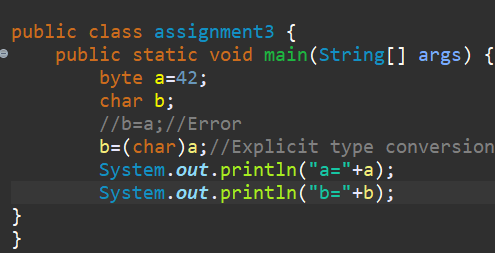 public class assignment3 {
public static void main(String[] args) {
byte a=42;
char b;
//b=a;//Error
b=(char)a;//Explicit type conversion
System.out.println("a="+a);
System.out.println("b="+b);
}
}